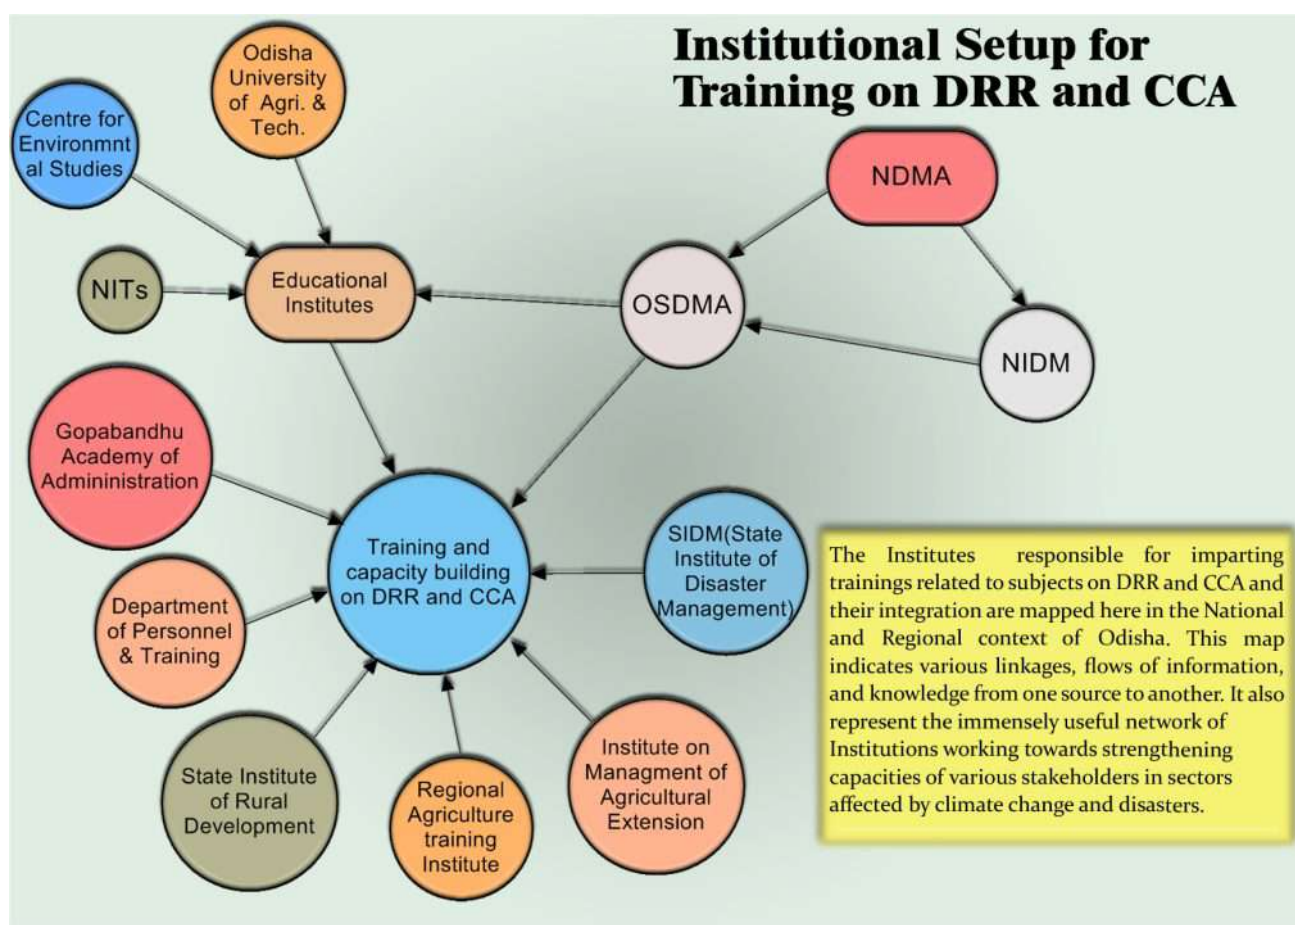 Institutional Setup for
Training on DRR and CCA
Odisha
University
of Agri. &
Tech.
Centre for
Environmnt
al Studies
NDMA
NITs
Educational
Institutes
OSDMA
NIDM
Gopabandhu
Academy of
Admininistration
Training and
capacity building
on DRR and CCA
SIDM(State
Institute of
Disaster
Management)
Department
of Personnel
& Training
State Institute
of Rural
Development
Regional
Agriculture
training
Institute
Institute on
Managment of
Agricultural
Extension
The Institutes responsible for imparting
trainings related to subjects on DRR and CCA and
their integration are mapped here in the National
and Regional context of Odisha. This map
indicates various linkages, flows of information,
and knowledge from one source to another. It also
represent the immensely useful network of
Institutions working towards strengthening
capacities of various stakeholders in sectors
affected by climate change and disasters.